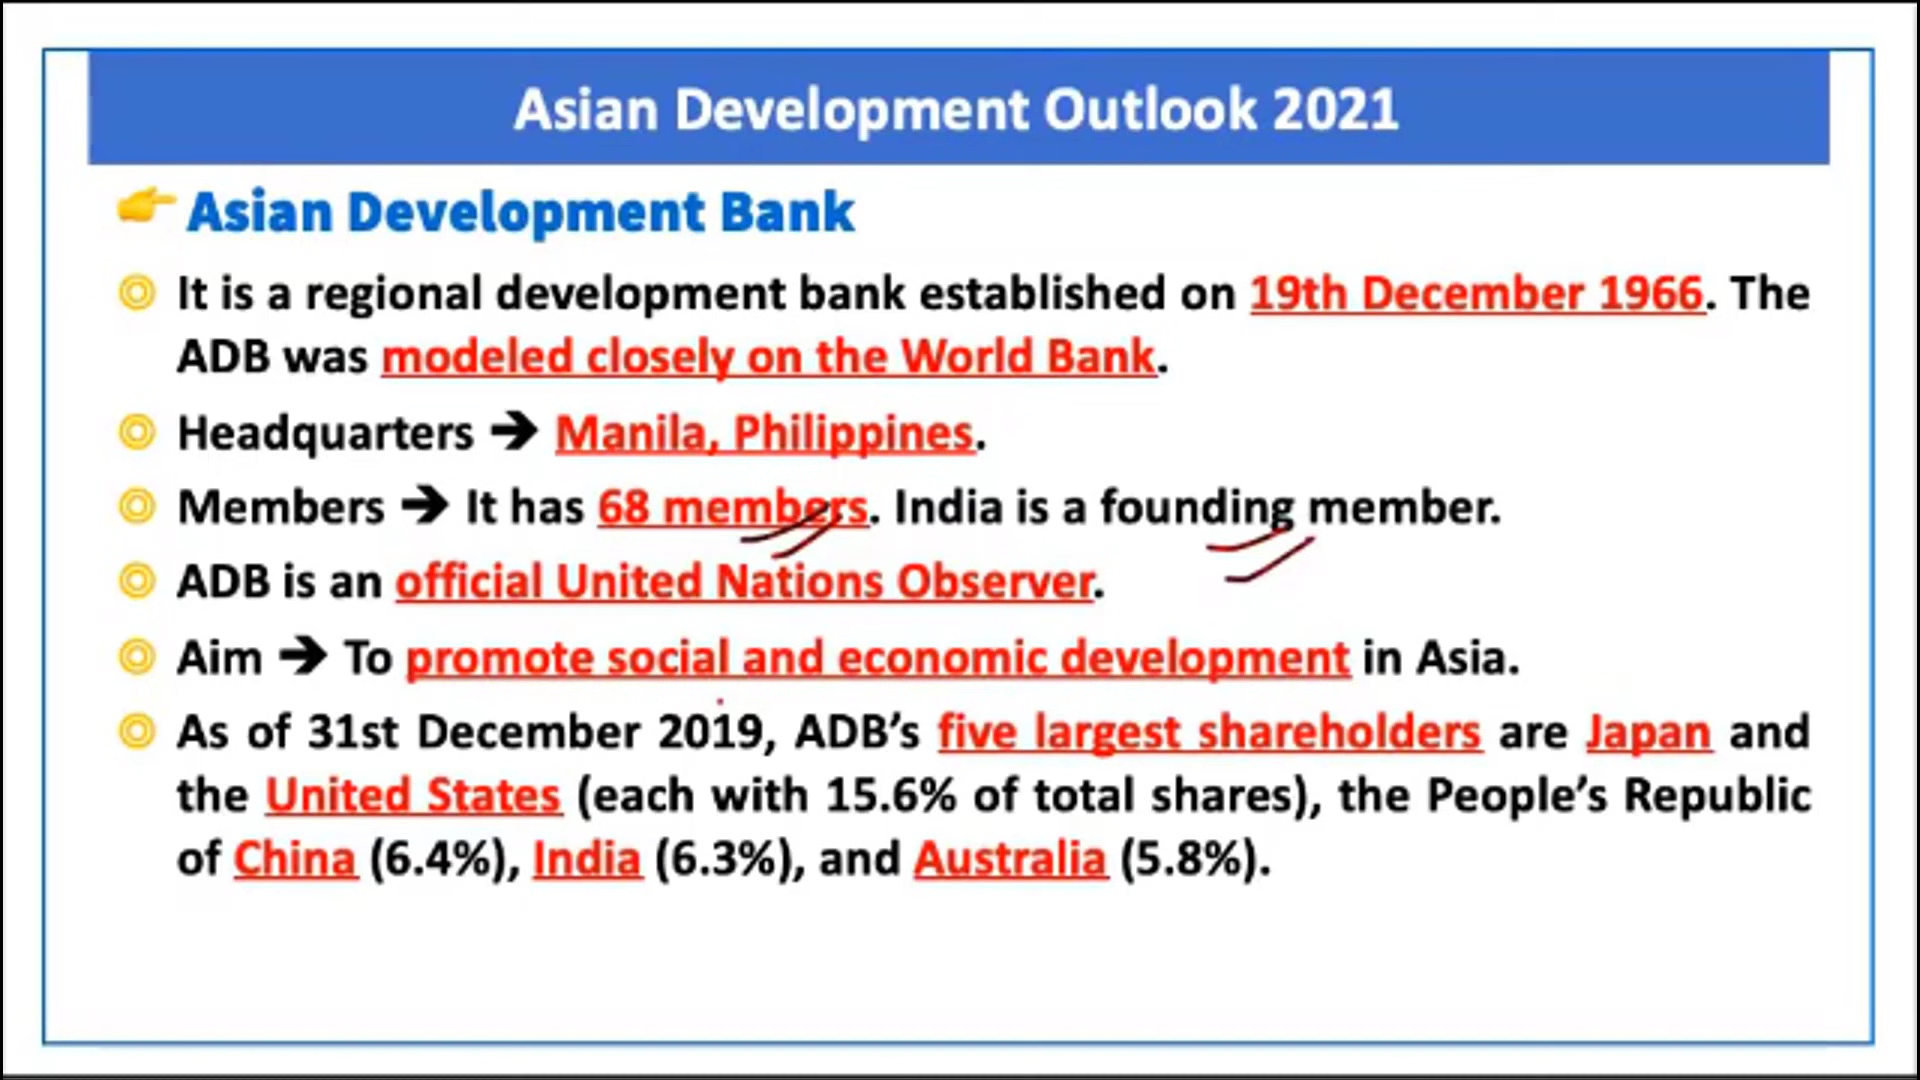 Asian Development Outlook 2021
Asian Development Bank
It is a regional development bank established on 19th December 1966. The
ADB was modeled closely on the World Bank.
Headquarters ➔ Manila, Philippines.
Members ➔ It has 68 members. India is a founding member.
ADB is an official United Nations Observer.
Aim ➔ To promote social and economic development in Asia.
As of 31st December 2019, ADB’s five largest shareholders are Japan and
the United States (each with 15.6% of total shares), the People’s Republic
of China (6.4%), India (6.3%), and Australia (5.8%).